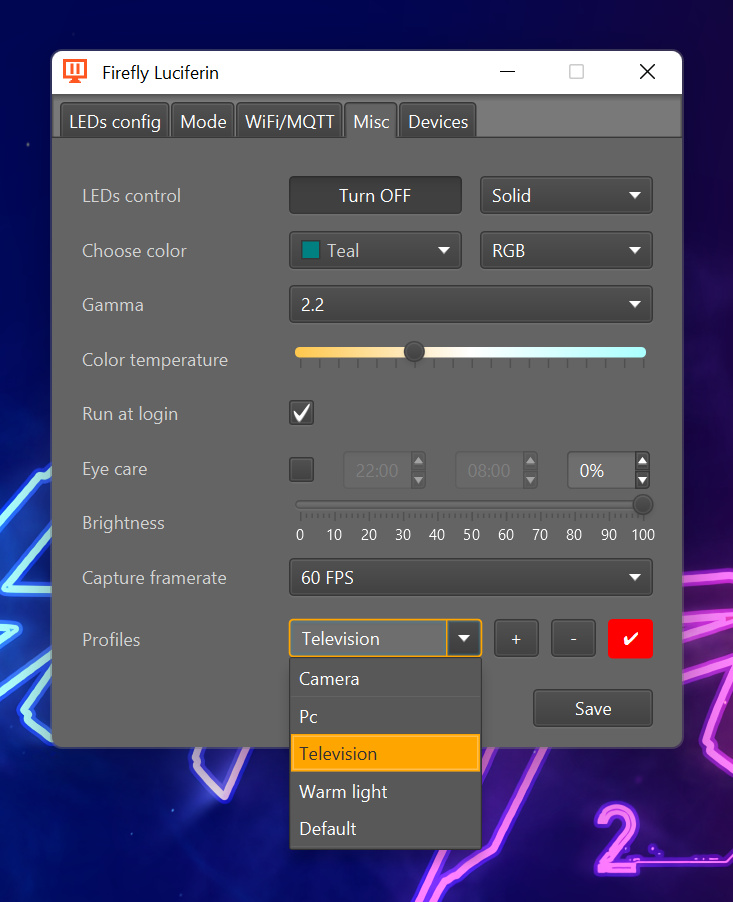 Firefly Luciferin
LEDs config Mode WiFi/MQTT Misc Devices
LEDs control Turn OFF Solid
Choose color Teal RGB
Gamma 2.2
Color temperature
Run at login
Eye care 22:00 08:00 0%
Brightness
0 10 20 30 40 50 60 70 80 90 100
Capture framerate 60 FPS
Profiles Television + -
Camera
Pc
Television
Warm light
Default
Save
2